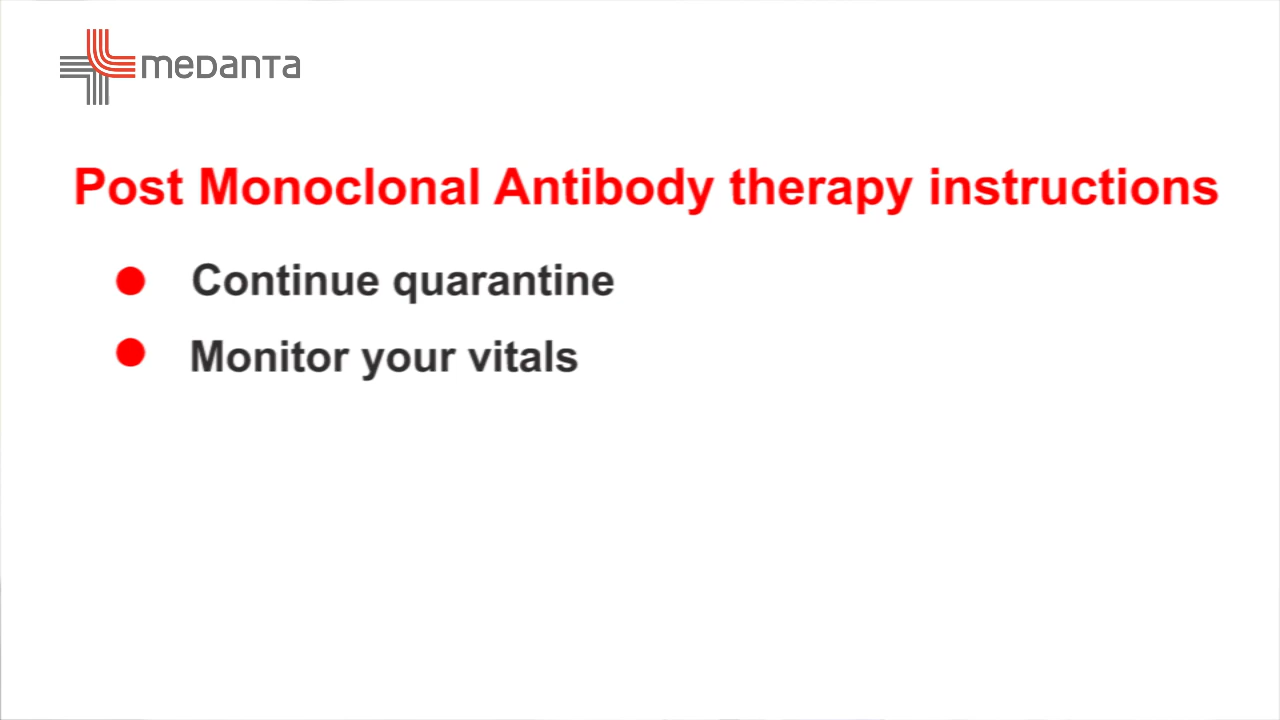 medanta
Post Monoclonal Antibody therapy instructions
Continue quarantine
Monitor your vitals